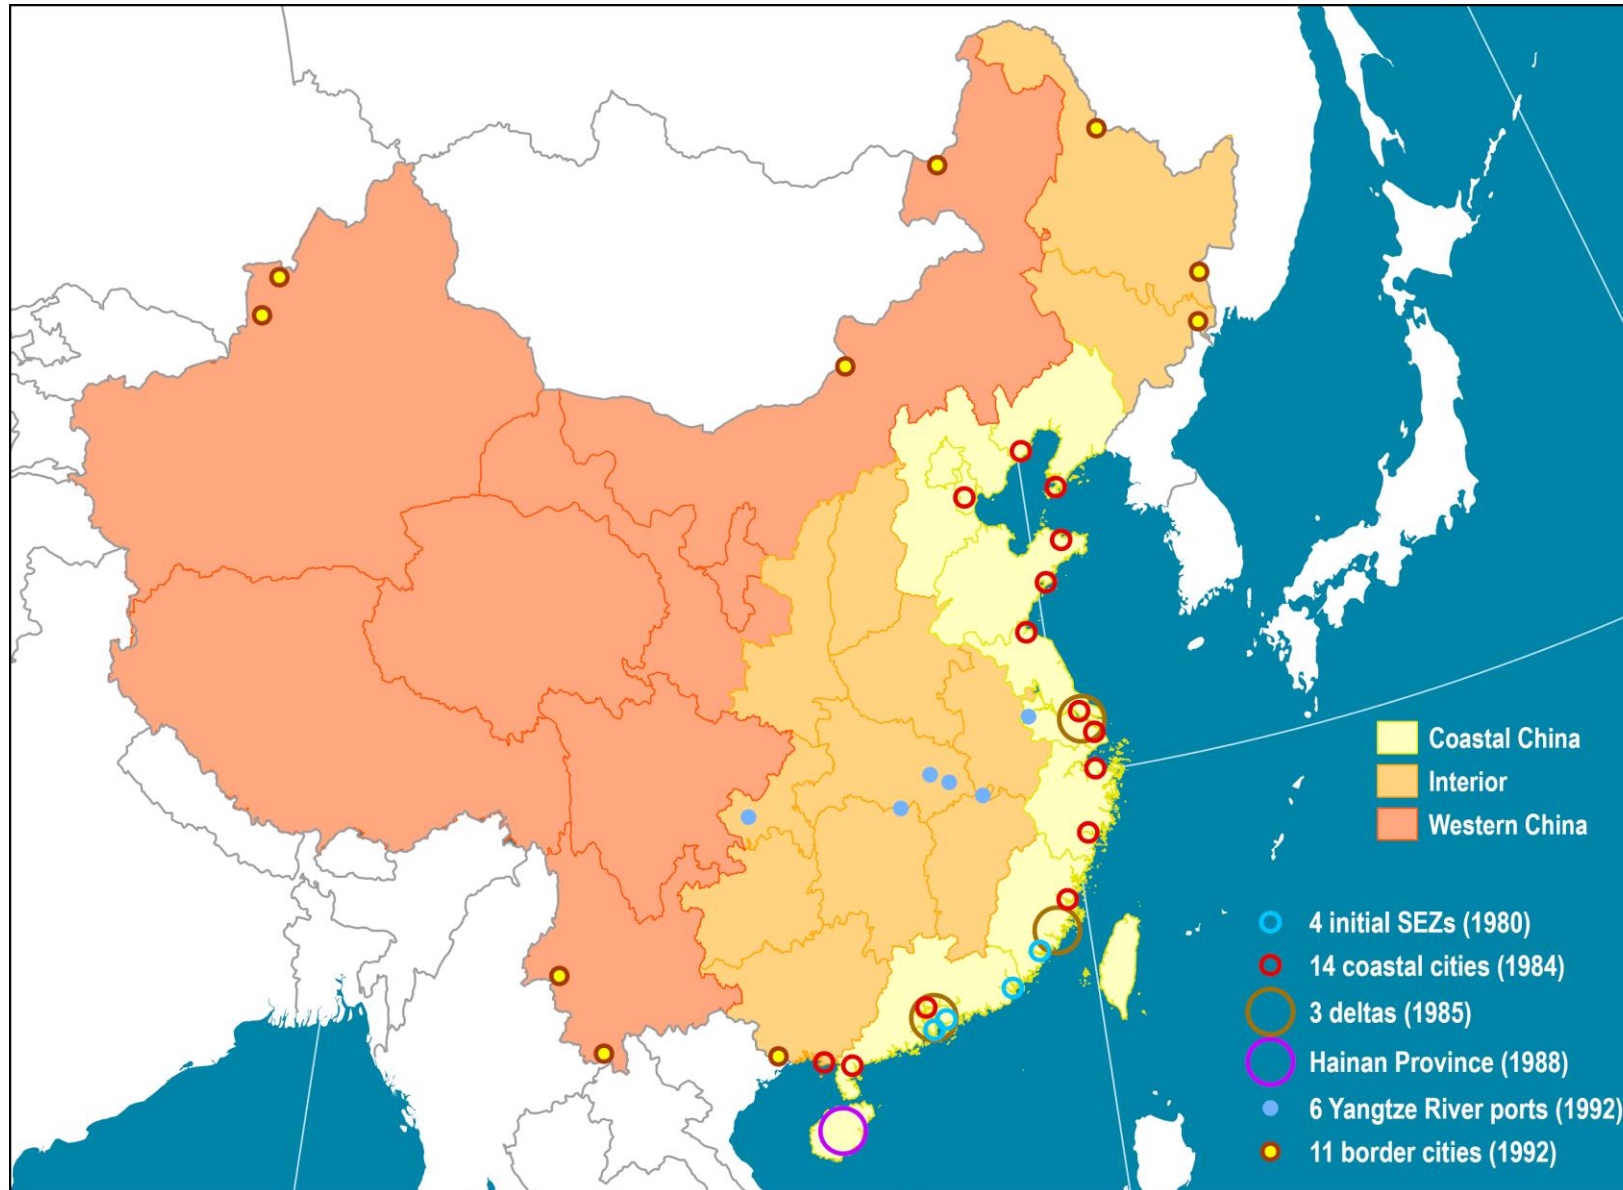 Coastal China
Interior
Western China
4 initial SEZs (1980)
14 coastal cities (1984)
3 deltas (1985)
Hainan Province (1988)
6 Yangtze River ports (1992)
11 border cities (1992)